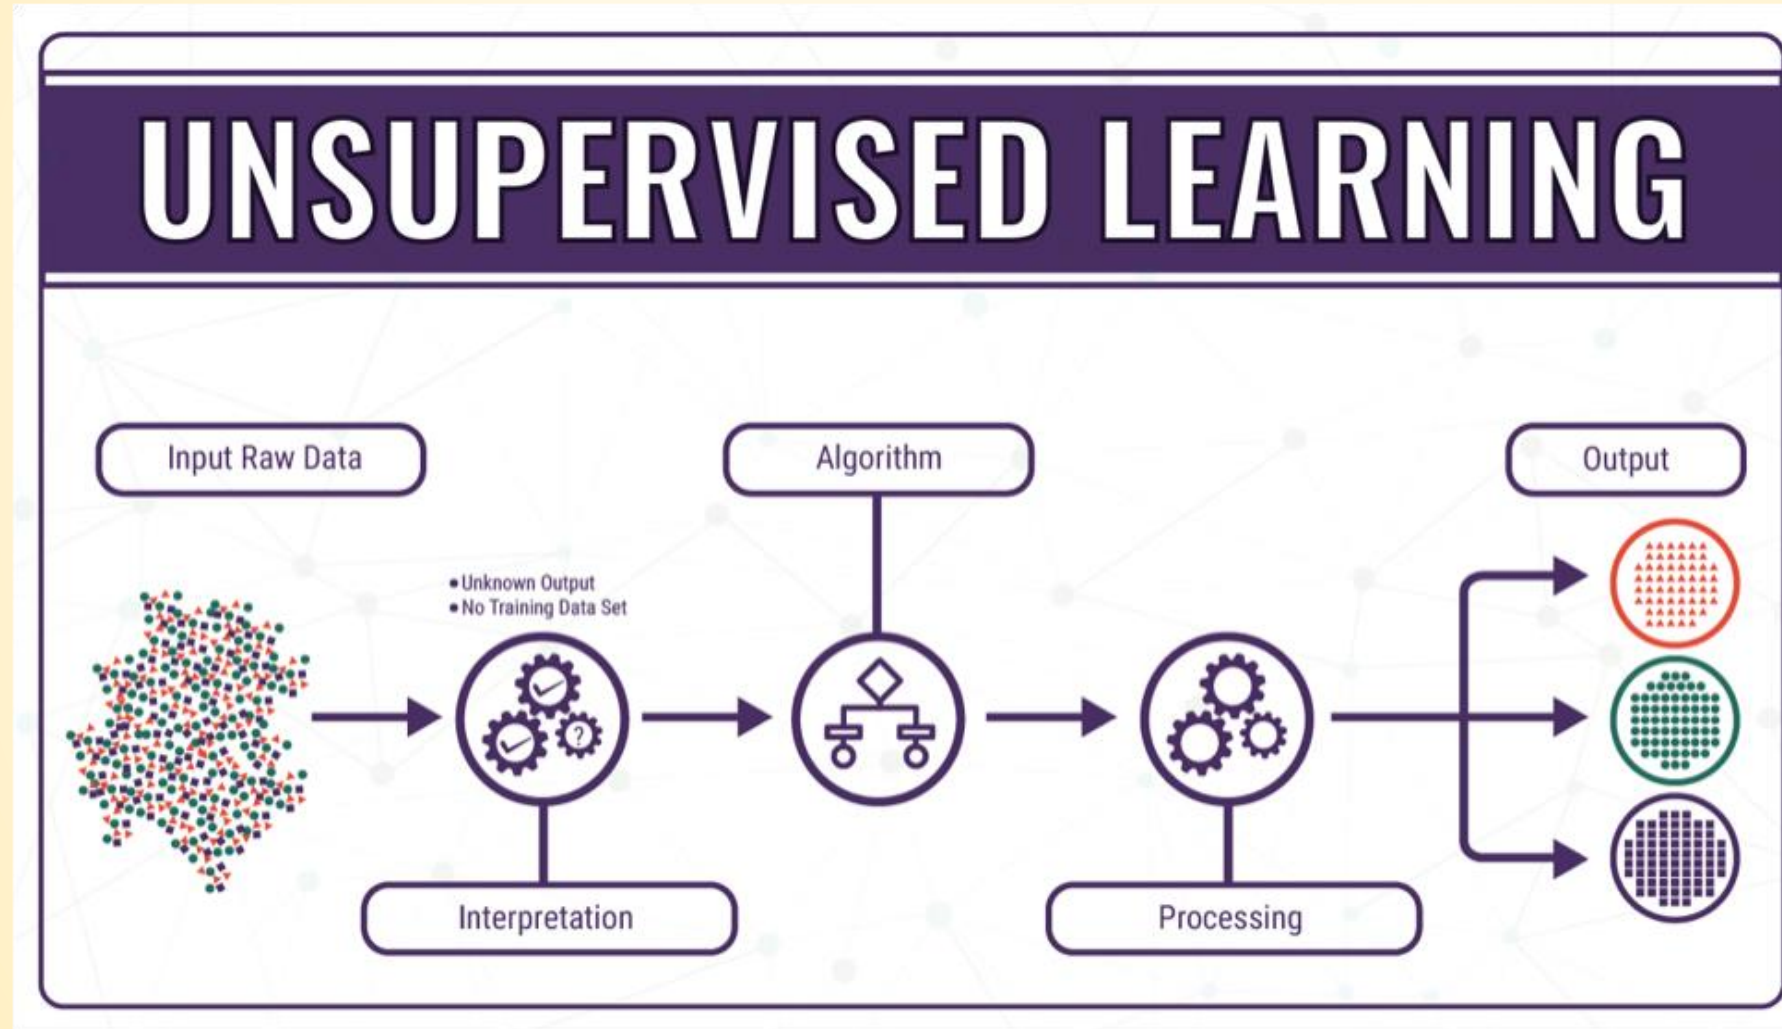 UNSUPERVISED LEARNING
Input Raw Data
Algorithm
Output
• Unknown Output
• No Training Data Set
?
Interpretation
Processing